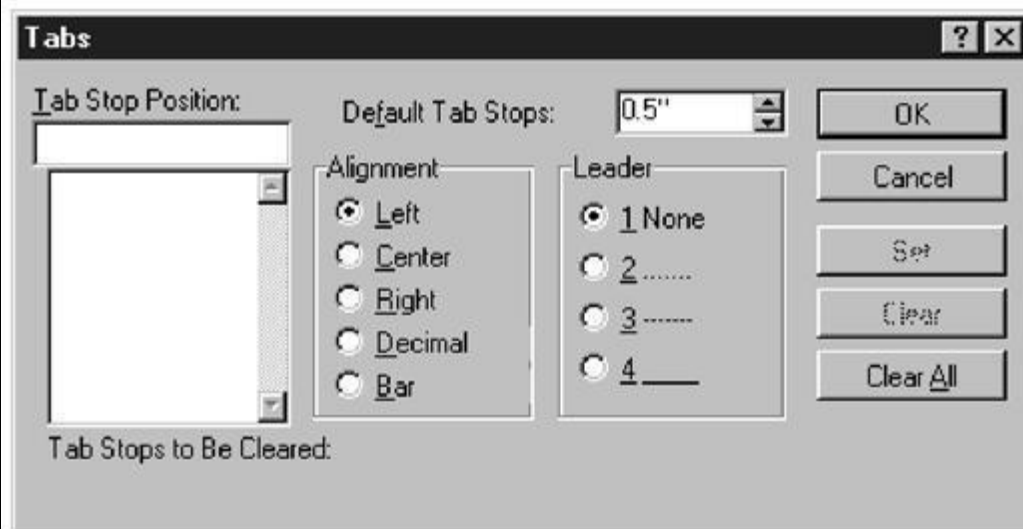 Tabs
Tab Stop Position:
Default Tab Stops: 0.5"
OK
Cancel
Set
Clear
Clear All
Alignment
Left
Center
Right
Decimal
Bar
Leader
1 None
2 .......
3 -------
4 ____
Tab Stops to Be Cleared: